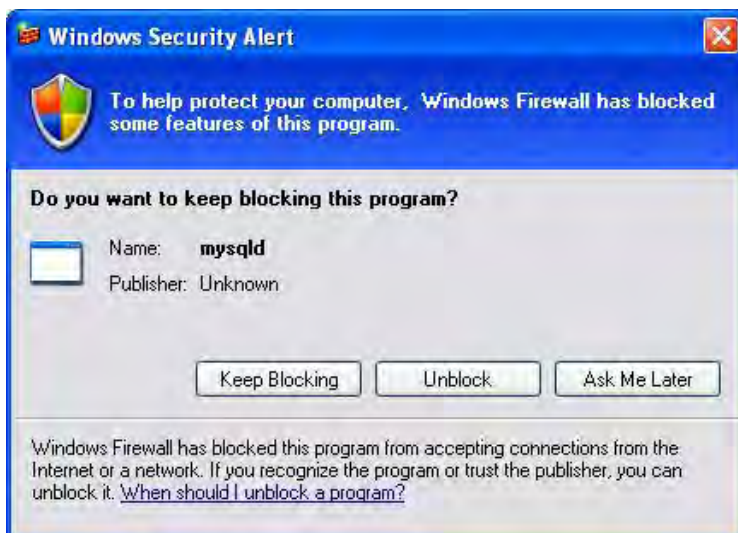 Windows Security Alert
To help protect your computer, Windows Firewall has blocked
some features of this program.
Do you want to keep blocking this program?
Name: mysqld
Publisher: Unknown
Keep Blocking Unblock Ask Me Later
Windows Firewall has blocked this program from accepting connections from the
Internet or a network. If you recognize the program or trust the publisher, you can
unblock it. When should I unblock a program?